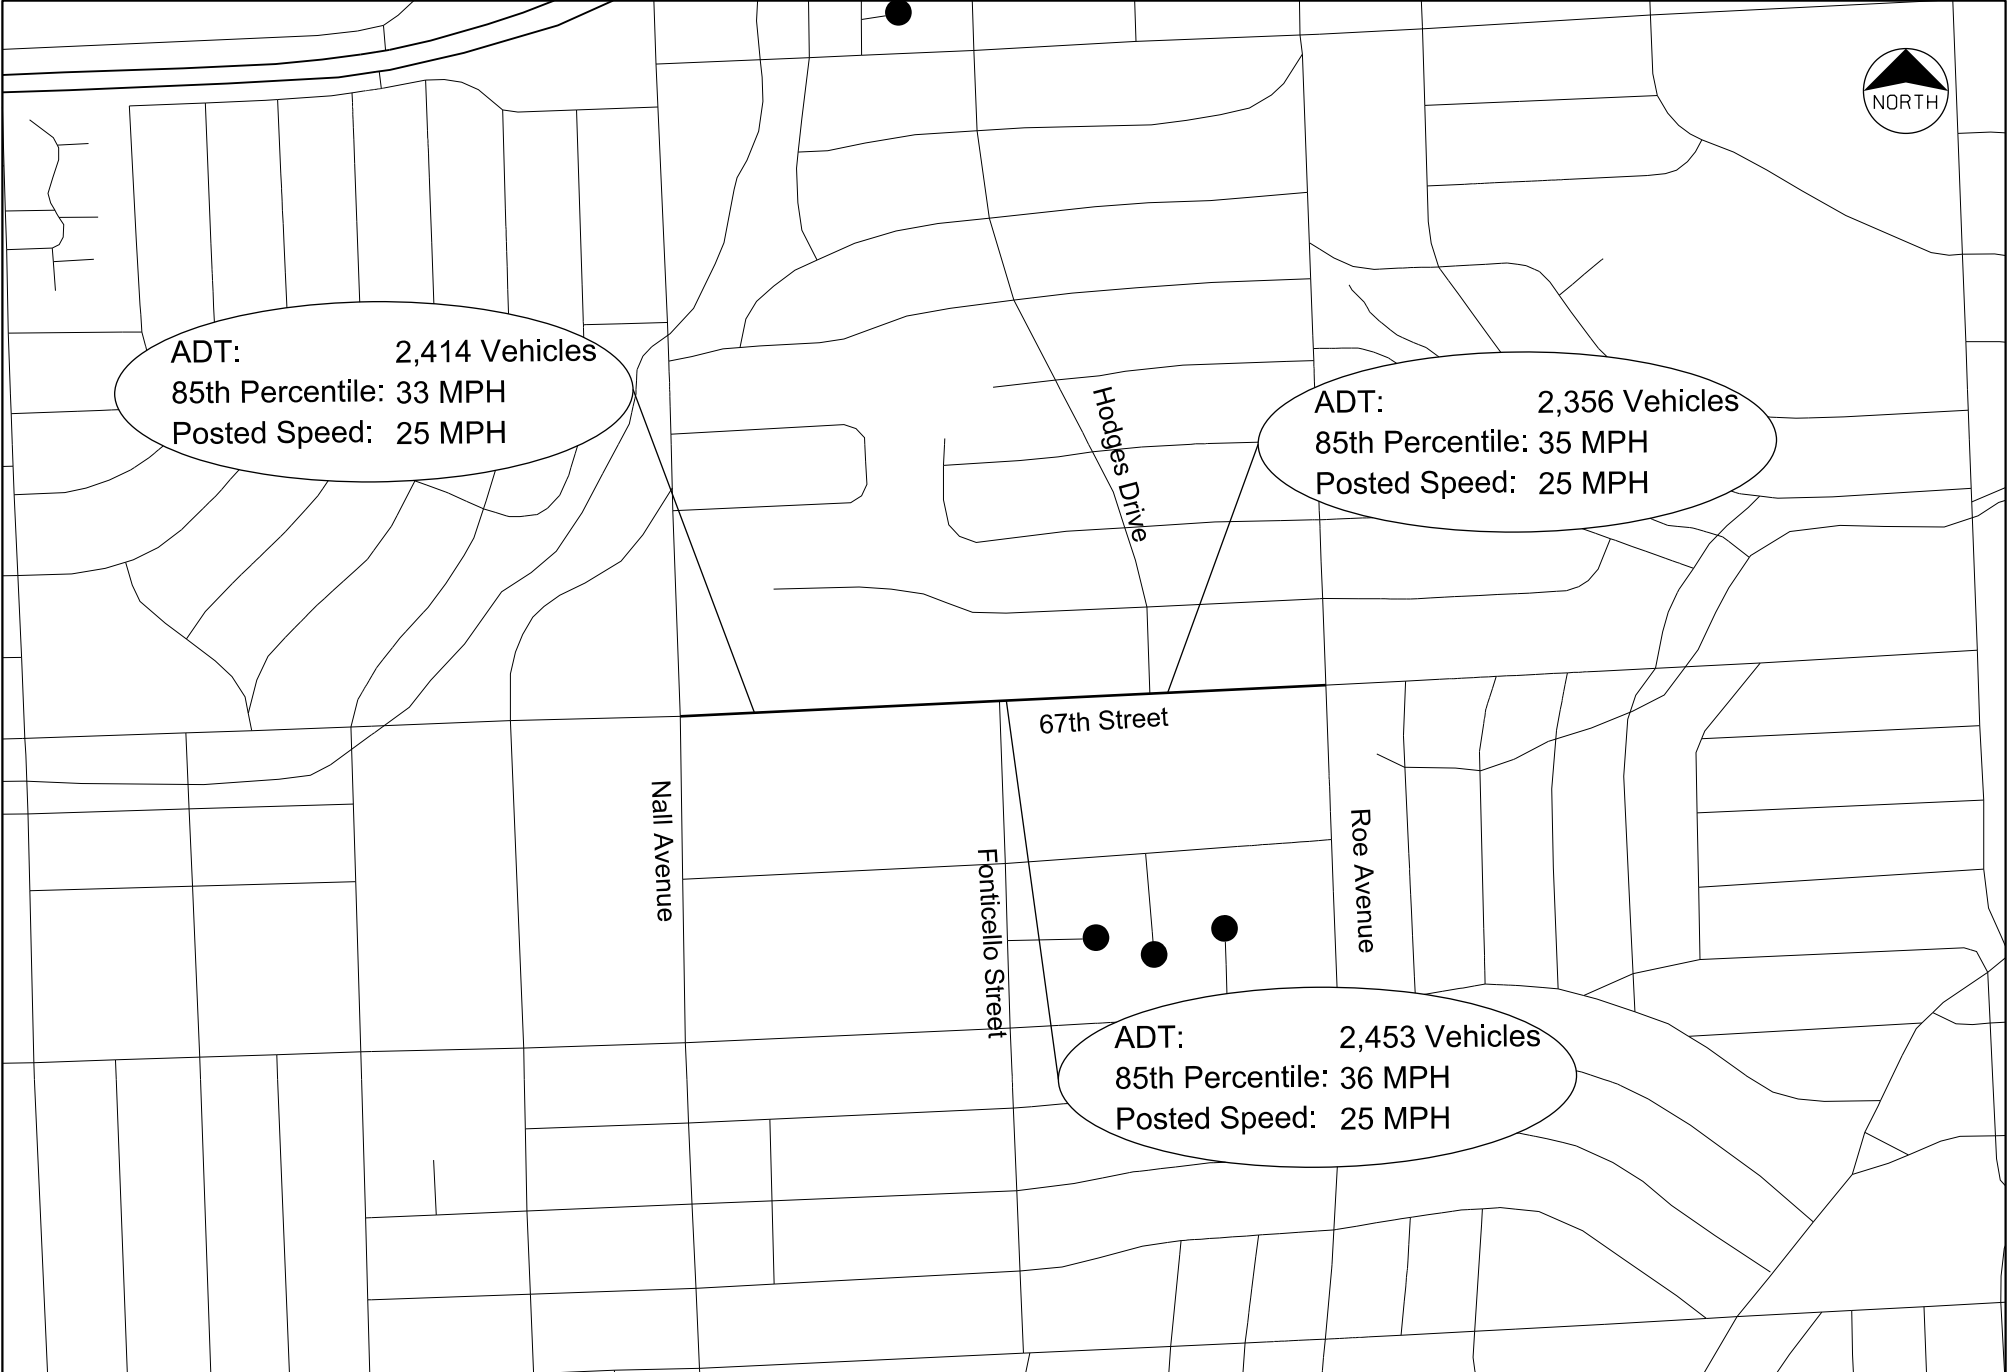 NORTH
ADT: 2,414 Vehicles
85th Percentile: 33 MPH
Posted Speed: 25 MPH
ADT: 2,356 Vehicles
85th Percentile: 35 MPH
Posted Speed: 25 MPH
Hodges Drive
67th Street
Nall Avenue
Fonticello Street
Roe Avenue
ADT: 2,453 Vehicles
85th Percentile: 36 MPH
Posted Speed: 25 MPH